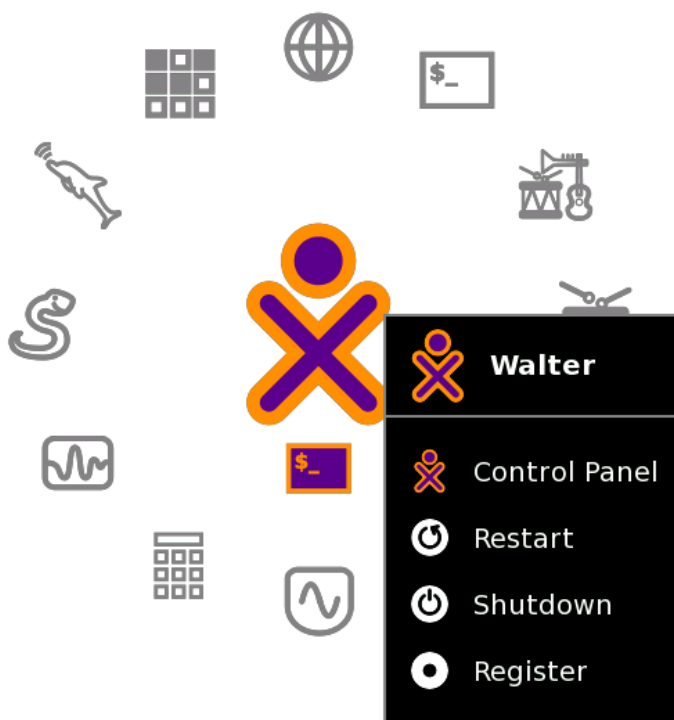 $_
Walter
$_
Control Panel
Restart
Shutdown
Register